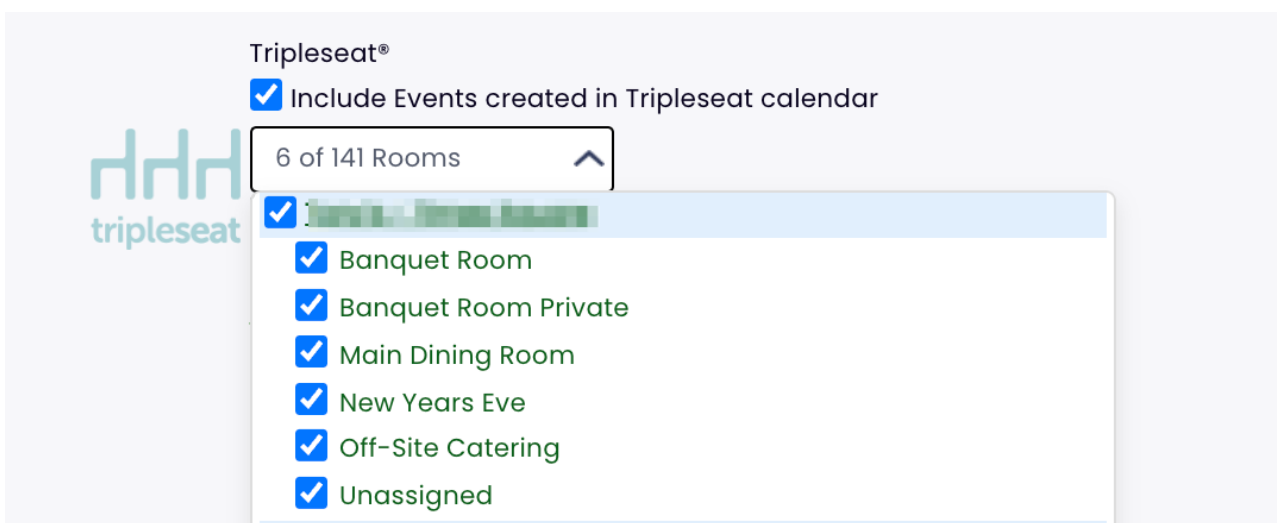 Tripleseat®
Include Events created in Tripleseat calendar
6 of 141 Rooms
tripleseat
Banquet Room
Banquet Room Private
Main Dining Room
New Years Eve
Off-Site Catering
Unassigned